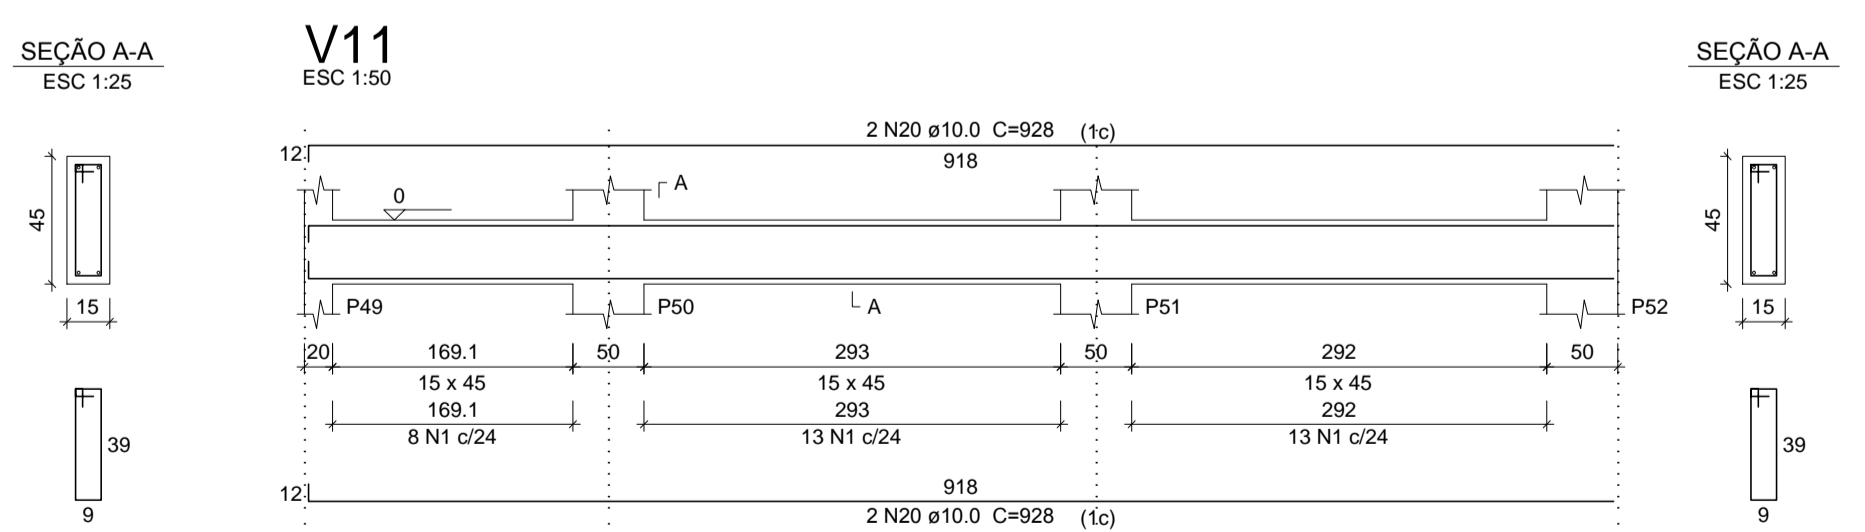 SEÇÃO A-A
ESC 1:25
V11
ESC 1:50
SEÇÃO A-A
ESC 1:25
2 N20 ø10.0 C=928 (1c)
12
918
A
0
45
45
15
P49
P50
A
P51
P52
15
20
169.1
50
293
50
292
50
15 x 45
15 x 45
15 x 45
169.1
293
292
8 N1 c/24
13 N1 c/24
13 N1 c/24
39
39
12
918
9
2 N20 ø10.0 C=928 (1c)
9